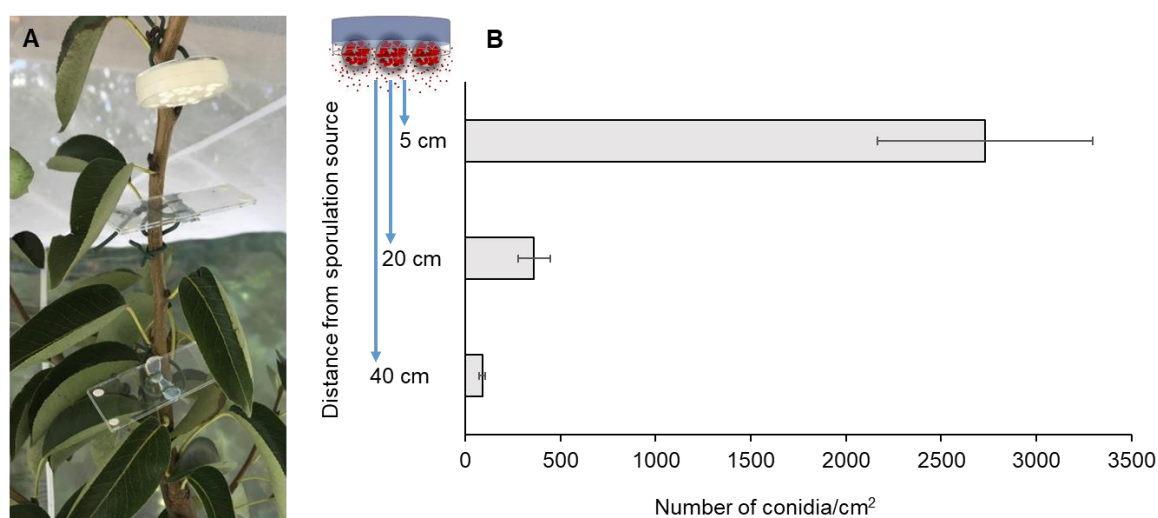 A
B
Distance from sporulation source
5 cm
20 cm
40 cm
0 500 1000 1500 2000 2500 3000 3500
Number of conidia/cm²